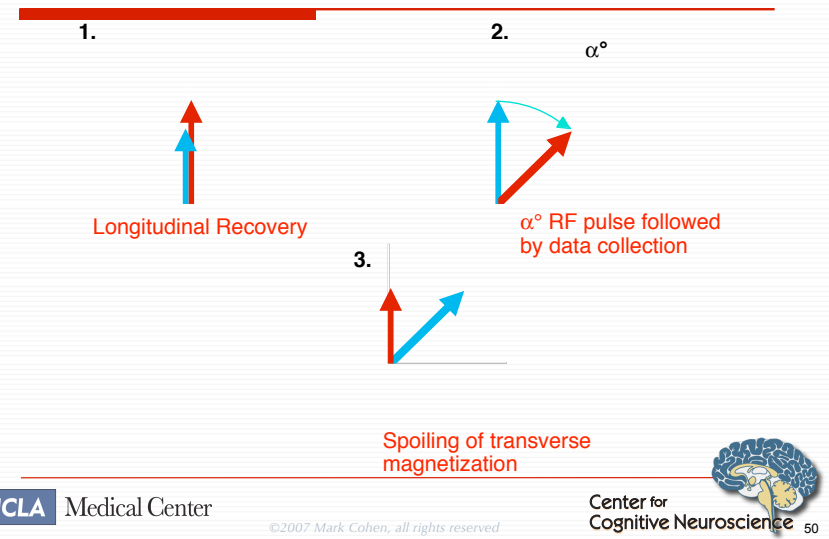 1.
2.
α°
Longitudinal Recovery
α° RF pulse followed
by data collection
3.
Spoiling of transverse
magnetization
CLA Medical Center
©2007 Mark Cohen, all rights reserved
Center for
Cognitive Neuroscience
50